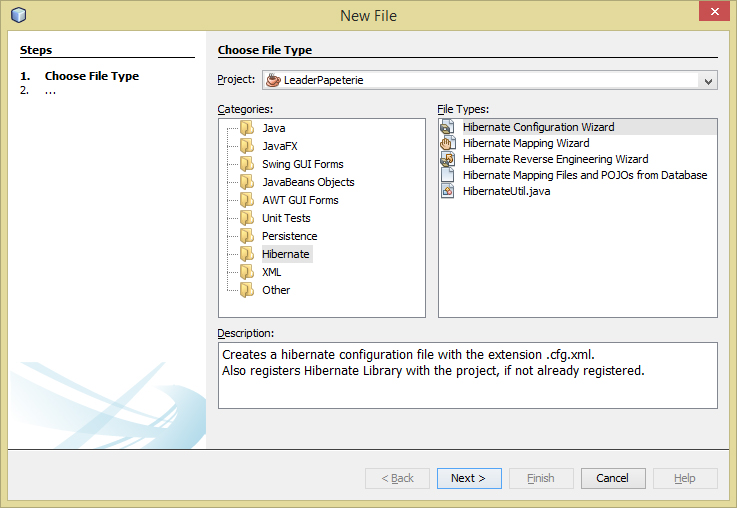 New File
Steps
1. Choose File Type
2. ...
Choose File Type
Project: LeaderPapeterie
Categories:
Java
JavaFX
Swing GUI Forms
JavaBeans Objects
AWT GUI Forms
Unit Tests
Persistence
Hibernate
XML
Other
File Types:
Hibernate Configuration Wizard
Hibernate Mapping Wizard
Hibernate Reverse Engineering Wizard
Hibernate Mapping Files and POJOs from Database
HibernateUtil.java
Description:
Creates a hibernate configuration file with the extension .cfg.xml.
Also registers Hibernate Library with the project, if not already registered.
< Back Next > Finish Cancel Help